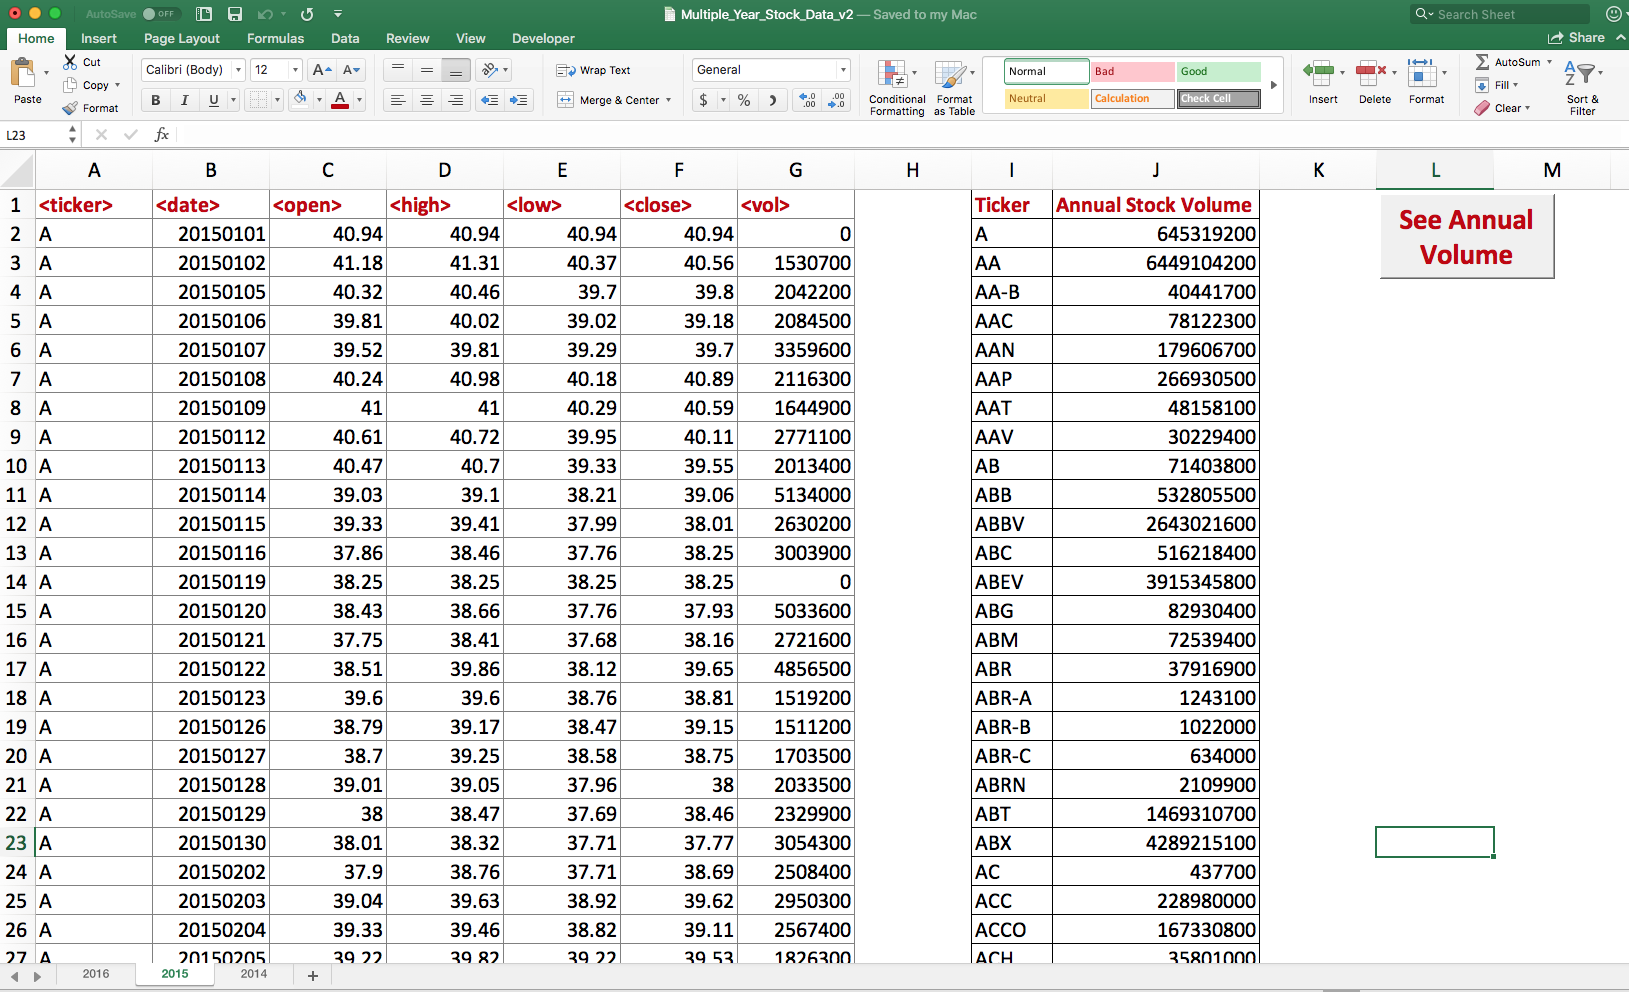 AutoSave OFF Multiple_Year_Stock_Data_v2 — Saved to my Mac Search Sheet
Home Insert Page Layout Formulas Data Review View Developer Share
Paste Cut Copy Format
Calibri (Body) 12 A A
B I U A
Wrap Text
Merge & Center
General
$ % .0 .00 .00 .0
Conditional Formatting
Format as Table
Normal Bad Good
Neutral Calculation Check Cell
Insert Delete Format
AutoSum
Fill
Clear
A Z Sort & Filter
L23 fx
A B C D E F G H I J K L M
1 <ticker> <date> <open> <high> <low> <close> <vol> Ticker Annual Stock Volume
See Annual
Volume
2 A 20150101 40.94 40.94 40.94 40.94 0 A 645319200
3 A 20150102 41.18 41.31 40.37 40.56 1530700 AA 6449104200
4 A 20150105 40.32 40.46 39.7 39.8 2042200 AA-B 40441700
5 A 20150106 39.81 40.02 39.02 39.18 2084500 AAC 78122300
6 A 20150107 39.52 39.81 39.29 39.7 3359600 AAN 179606700
7 A 20150108 40.24 40.98 40.18 40.89 2116300 AAP 266930500
8 A 20150109 41 41 40.29 40.59 1644900 AAT 48158100
9 A 20150112 40.61 40.72 39.95 40.11 2771100 AAV 30229400
10 A 20150113 40.47 40.7 39.33 39.55 2013400 AB 71403800
11 A 20150114 39.03 39.1 38.21 39.06 5134000 ABB 532805500
12 A 20150115 39.33 39.41 37.99 38.01 2630200 ABBV 2643021600
13 A 20150116 37.86 38.46 37.76 38.25 3003900 ABC 516218400
14 A 20150119 38.25 38.25 38.25 38.25 0 ABEV 3915345800
15 A 20150120 38.43 38.66 37.76 37.93 5033600 ABG 82930400
16 A 20150121 37.75 38.41 37.68 38.16 2721600 ABM 72539400
17 A 20150122 38.51 39.86 38.12 39.65 4856500 ABR 37916900
18 A 20150123 39.6 39.6 38.76 38.81 1519200 ABR-A 1243100
19 A 20150126 38.79 39.17 38.47 39.15 1511200 ABR-B 1022000
20 A 20150127 38.7 39.25 38.58 38.75 1703500 ABR-C 634000
21 A 20150128 39.01 39.05 37.96 38 2033500 ABRN 2109900
22 A 20150129 38 38.47 37.69 38.46 2329900 ABT 1469310700
23 A 20150130 38.01 38.32 37.71 37.77 3054300 ABX 4289215100
24 A 20150202 37.9 38.76 37.71 38.69 2508400 AC 437700
25 A 20150203 39.04 39.63 38.92 39.62 2950300 ACC 228980000
26 A 20150204 39.33 39.46 38.82 39.11 2567400 ACCO 167330800
27 A 20150205 39.22 39.82 39.22 39.53 1826300 ACH 35801000
2016 2015 2014 +